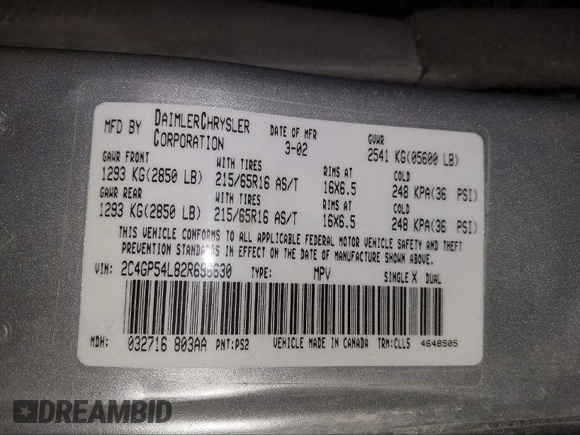 MFD BY DAIMLERCHRYSLER CORPORATION DATE OF MFR 3-02 GVWR 2541 KG(05600 LB)
GAWR FRONT WITH TIRES RIMS AT COLD
1293 KG(2850 LB) 215/65R16 AS/T 16X6.5 248 KPA(36 PSI)
GAWR REAR WITH TIRES RIMS AT COLD
1293 KG(2850 LB) 215/65R16 AS/T 16X6.5 248 KPA(36 PSI)
THIS VEHICLE CONFORMS TO ALL APPLICABLE FEDERAL MOTOR VEHICLE SAFETY AND THEFT
PREVENTION STANDARDS IN EFFECT ON THE DATE OF MANUFACTURE SHOWN ABOVE.
VIN: TYPE: MPV SINGLE X DUAL
MDH: 032716 803AA PNT:PS2 VEHICLE MADE IN CANADA TRM:CLL5 4648505
DREAMBID